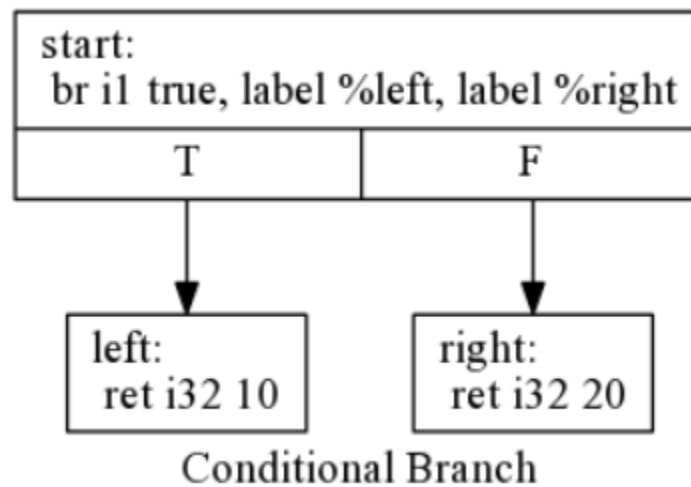 start:
br i1 true, label %left, label %right
T
F
left:
ret i32 10
right:
ret i32 20
Conditional Branch